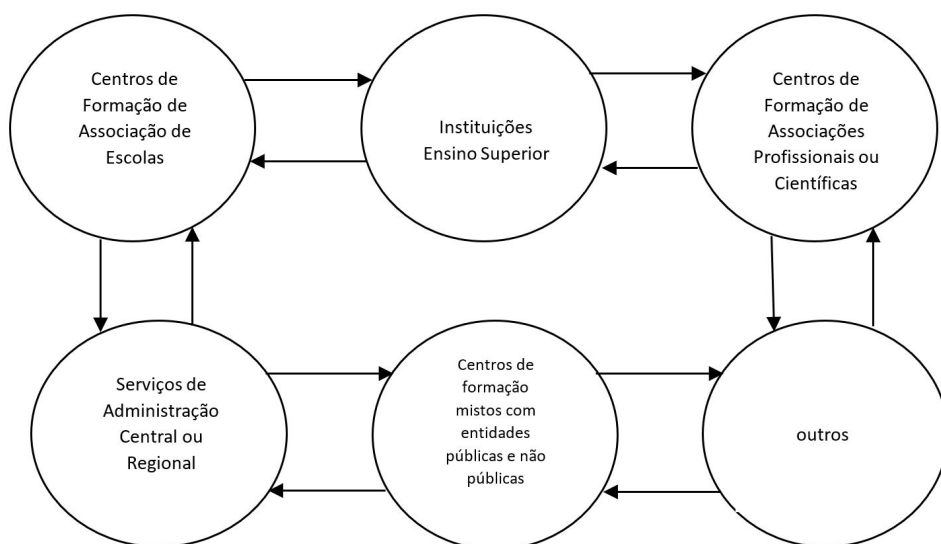 Centros de
Formação de
Associação de
Escolas
Instituições
Ensino Superior
Centros de
Formação de
Associações
Profissionais ou
Científicas
Serviços de
Administração
Central ou
Regional
Centros de
formação
mistos com
entidades
públicas e não
públicas
outros